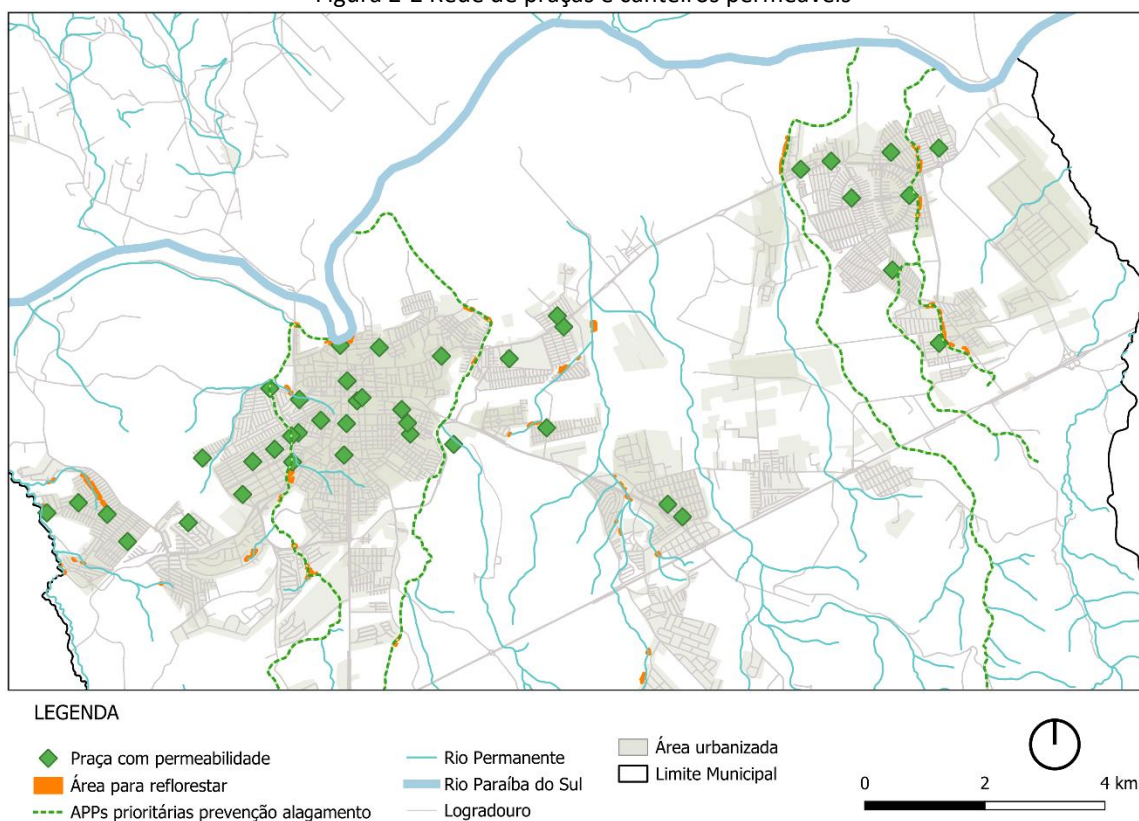 Figura 2-2 Rede de praças e canteiros permeáveis
LEGENDA
Praça com permeabilidade
Área para reflorestar
APPs prioritárias prevenção alagamento
Rio Permanente
Rio Paraíba do Sul
Logradouro
Área urbanizada
Limite Municipal
0 2 4 km